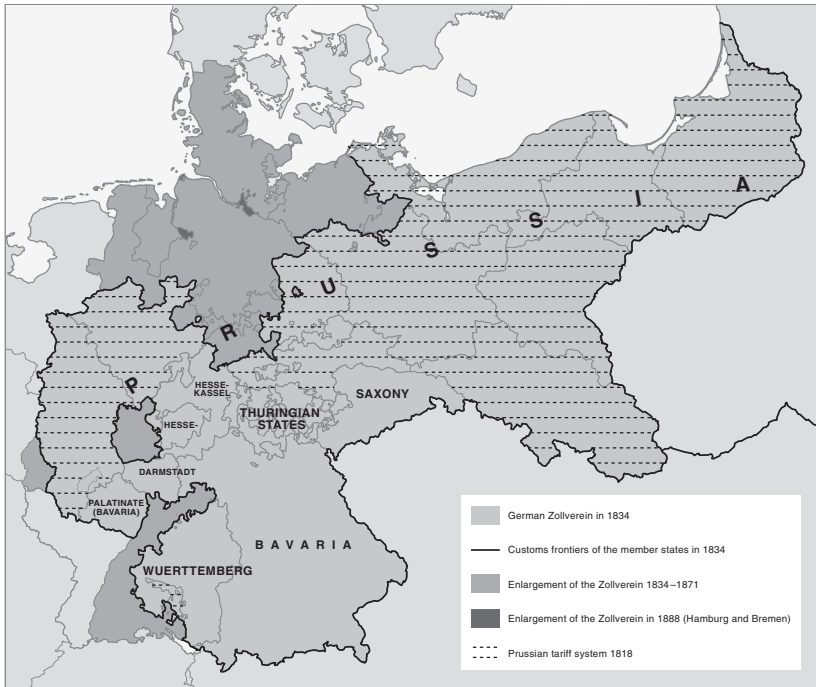 P R U S S I A
HESSE-
KASSEL
SAXONY
THURINGIAN
STATES
HESSE-
DARMSTADT
PALATINATE
(BAVARIA)
BAVARIA
WUERTTEMBERG
German Zollverein in 1834
Customs frontiers of the member states in 1834
Enlargement of the Zollverein 1834–1871
Enlargement of the Zollverein in 1888 (Hamburg and Bremen)
Prussian tariff system 1818